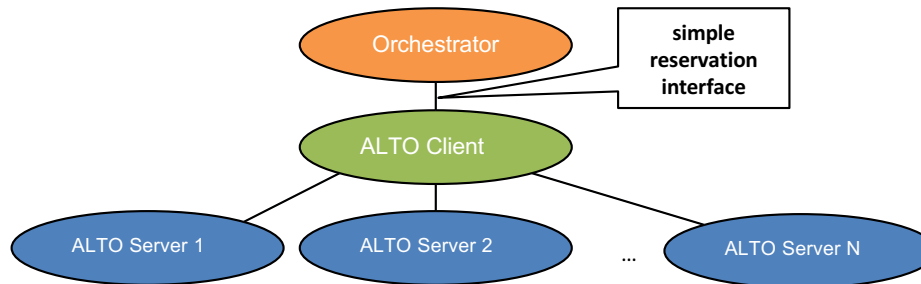 Orchestrator
simple
reservation
interface
ALTO Client
ALTO Server 1
ALTO Server 2
...
ALTO Server N